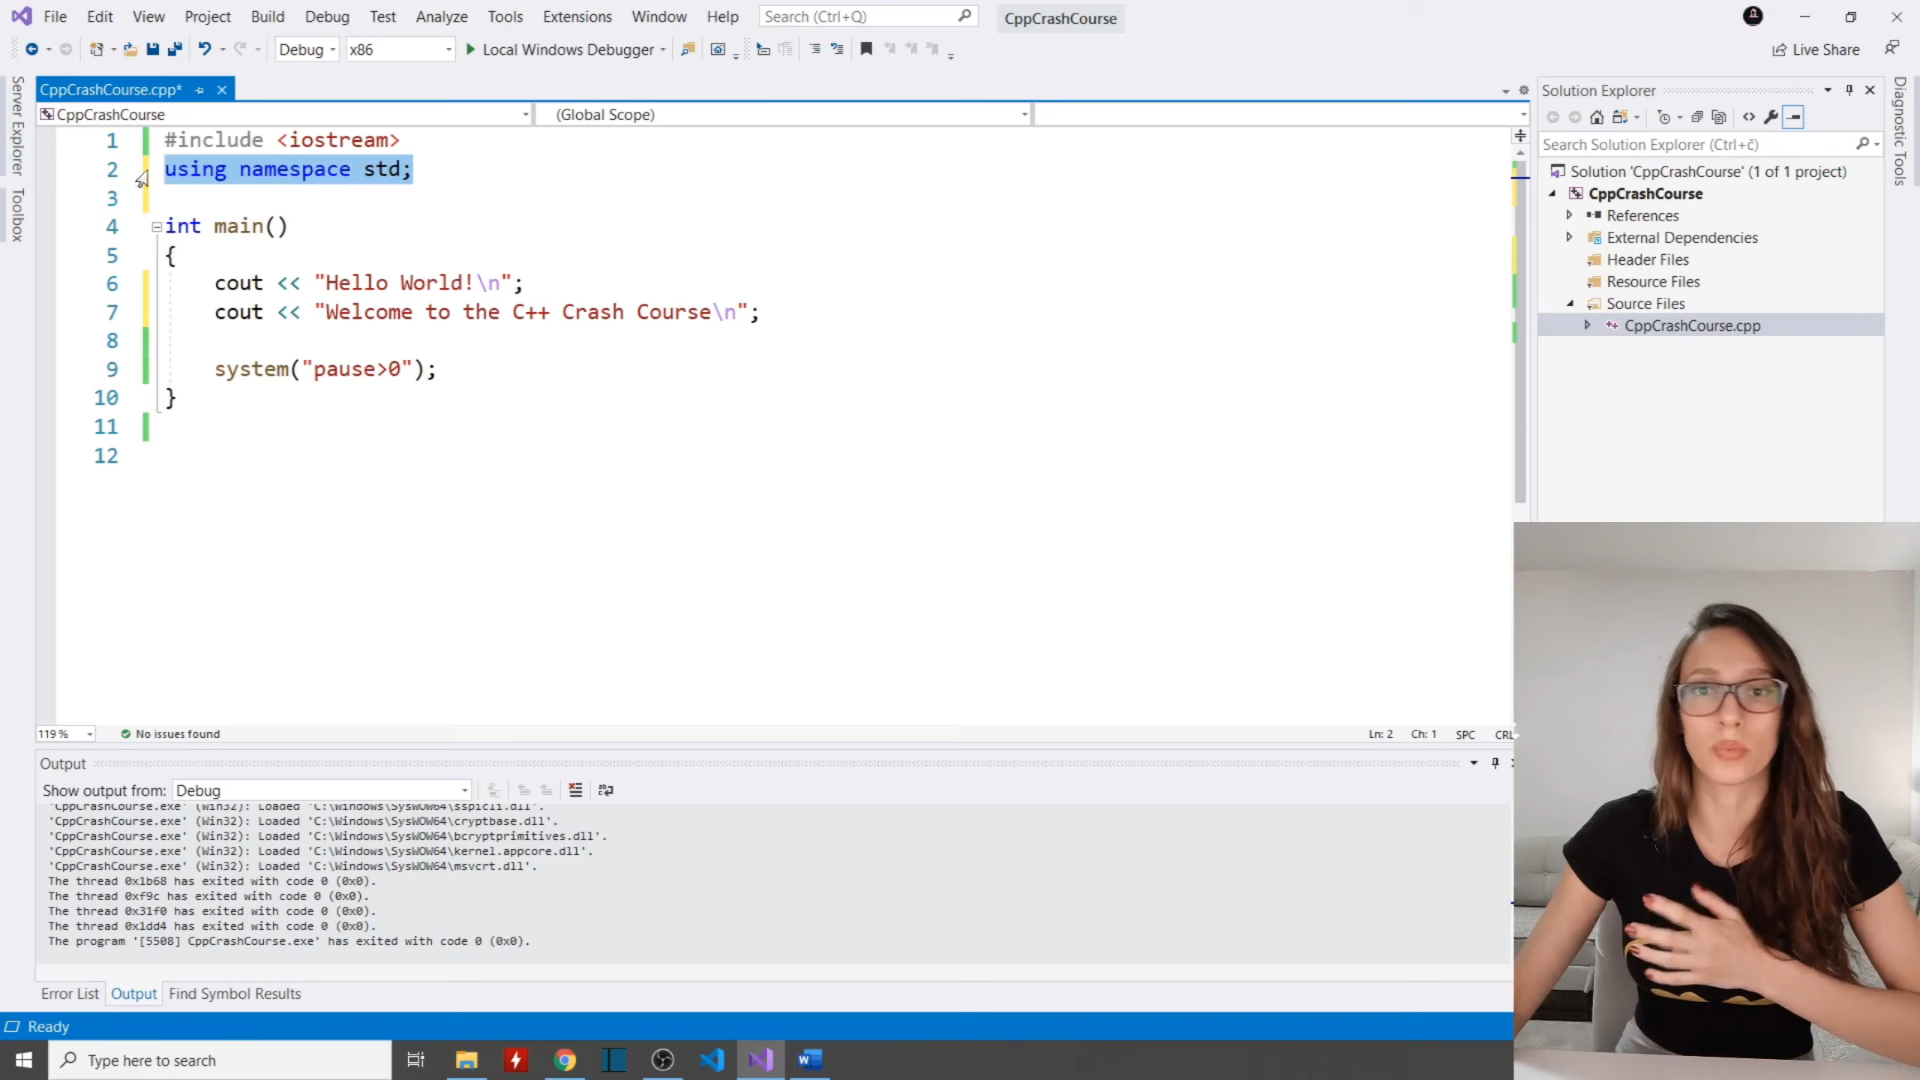 File Edit View Project Build Debug Test Analyze Tools Extensions Window Help Search (Ctrl+Q) CppCrashCourse
Debug x86 Local Windows Debugger Live Share
Server Explorer
Toolbox
CppCrashCourse.cpp*
CppCrashCourse (Global Scope)
1 #include <iostream>
2 using namespace std;
3
4 int main()
5 {
6 cout << "Hello World!\n";
7 cout << "Welcome to the C++ Crash Course\n";
8
9 system("pause>0");
10 }
11
12
119 % No issues found Ln: 2 Ch: 1 SPC CRL
Solution Explorer
Search Solution Explorer (Ctrl+č)
Solution 'CppCrashCourse' (1 of 1 project)
CppCrashCourse
References
External Dependencies
Header Files
Resource Files
Source Files
CppCrashCourse.cpp
Diagnostic Tools
Output
Show output from: Debug
'CppCrashCourse.exe' (Win32): Loaded 'C:\Windows\SysWOW64\sspicli.dll'.
'CppCrashCourse.exe' (Win32): Loaded 'C:\Windows\SysWOW64\cryptbase.dll'.
'CppCrashCourse.exe' (Win32): Loaded 'C:\Windows\SysWOW64\bcryptprimitives.dll'.
'CppCrashCourse.exe' (Win32): Loaded 'C:\Windows\SysWOW64\kernel.appcore.dll'.
'CppCrashCourse.exe' (Win32): Loaded 'C:\Windows\SysWOW64\msvcrt.dll'.
The thread 0x1b68 has exited with code 0 (0x0).
The thread 0xf9c has exited with code 0 (0x0).
The thread 0x31f0 has exited with code 0 (0x0).
The thread 0x1dd4 has exited with code 0 (0x0).
The program '[5508] CppCrashCourse.exe' has exited with code 0 (0x0).
Error List Output Find Symbol Results
Ready
Type here to search